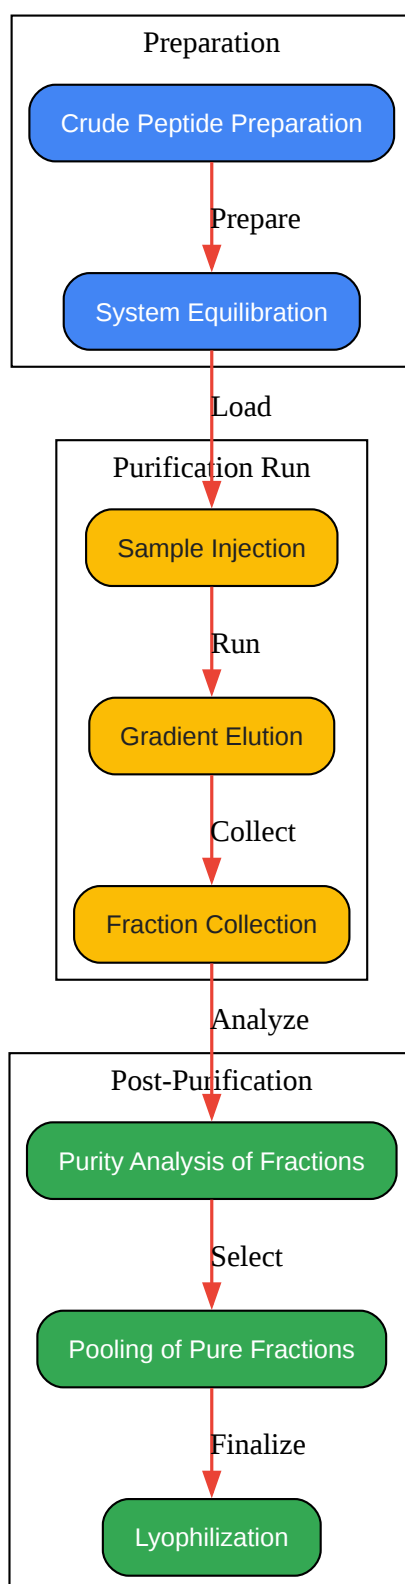 Preparation
Crude Peptide Preparation
Prepare
System Equilibration
Load
Purification Run
Sample Injection
Run
Gradient Elution
Collect
Fraction Collection
Analyze
Post-Purification
Purity Analysis of Fractions
Select
Pooling of Pure Fractions
Finalize
Lyophilization